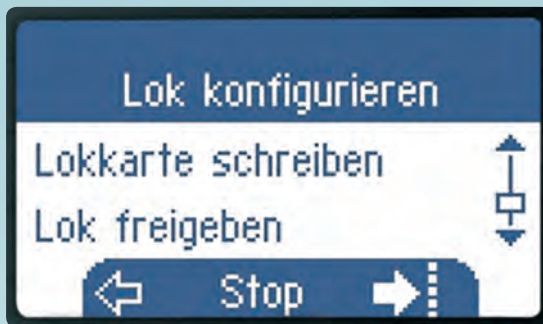 Lok konfigurieren
Lokkarte schreiben
Lok freigeben
Stop